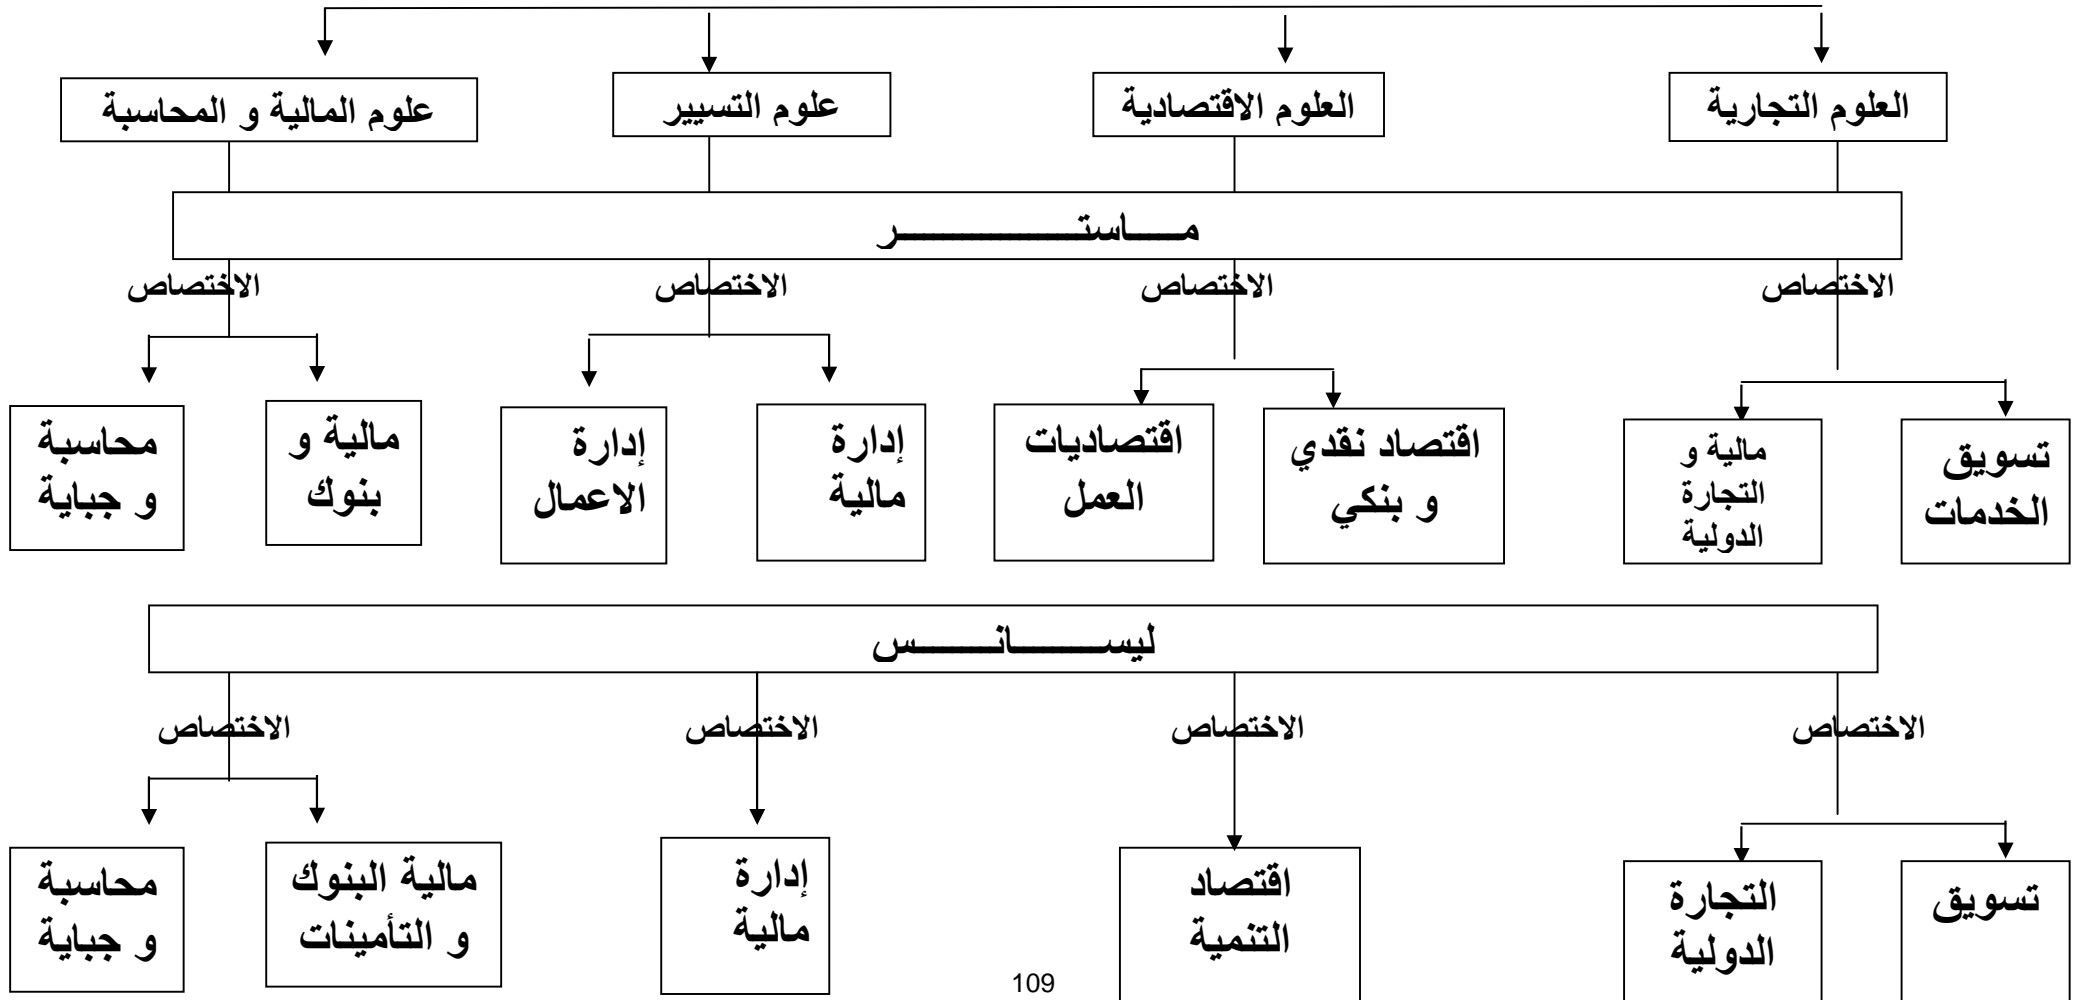 العلوم التجارية
العلوم الاقتصادية
علوم التسيير
علوم المالية و المحاسبة
مـــــاستـــــــــــــــــر
الاختصاص
الاختصاص
الاختصاص
الاختصاص
تسويق
الخدمات
مالية و
التجارة
الدولية
اقتصاد نقدي
و بنكي
اقتصاديات
العمل
إدارة
مالية
إدارة
الاعمال
مالية و
بنوك
محاسبة
و جباية
ليســـــــانـــــــس
الاختصاص
الاختصاص
الاختصاص
الاختصاص
تسويق
التجارة
الدولية
اقتصاد
التنمية
إدارة
مالية
مالية البنوك
و التأمينات
محاسبة
و جباية
109